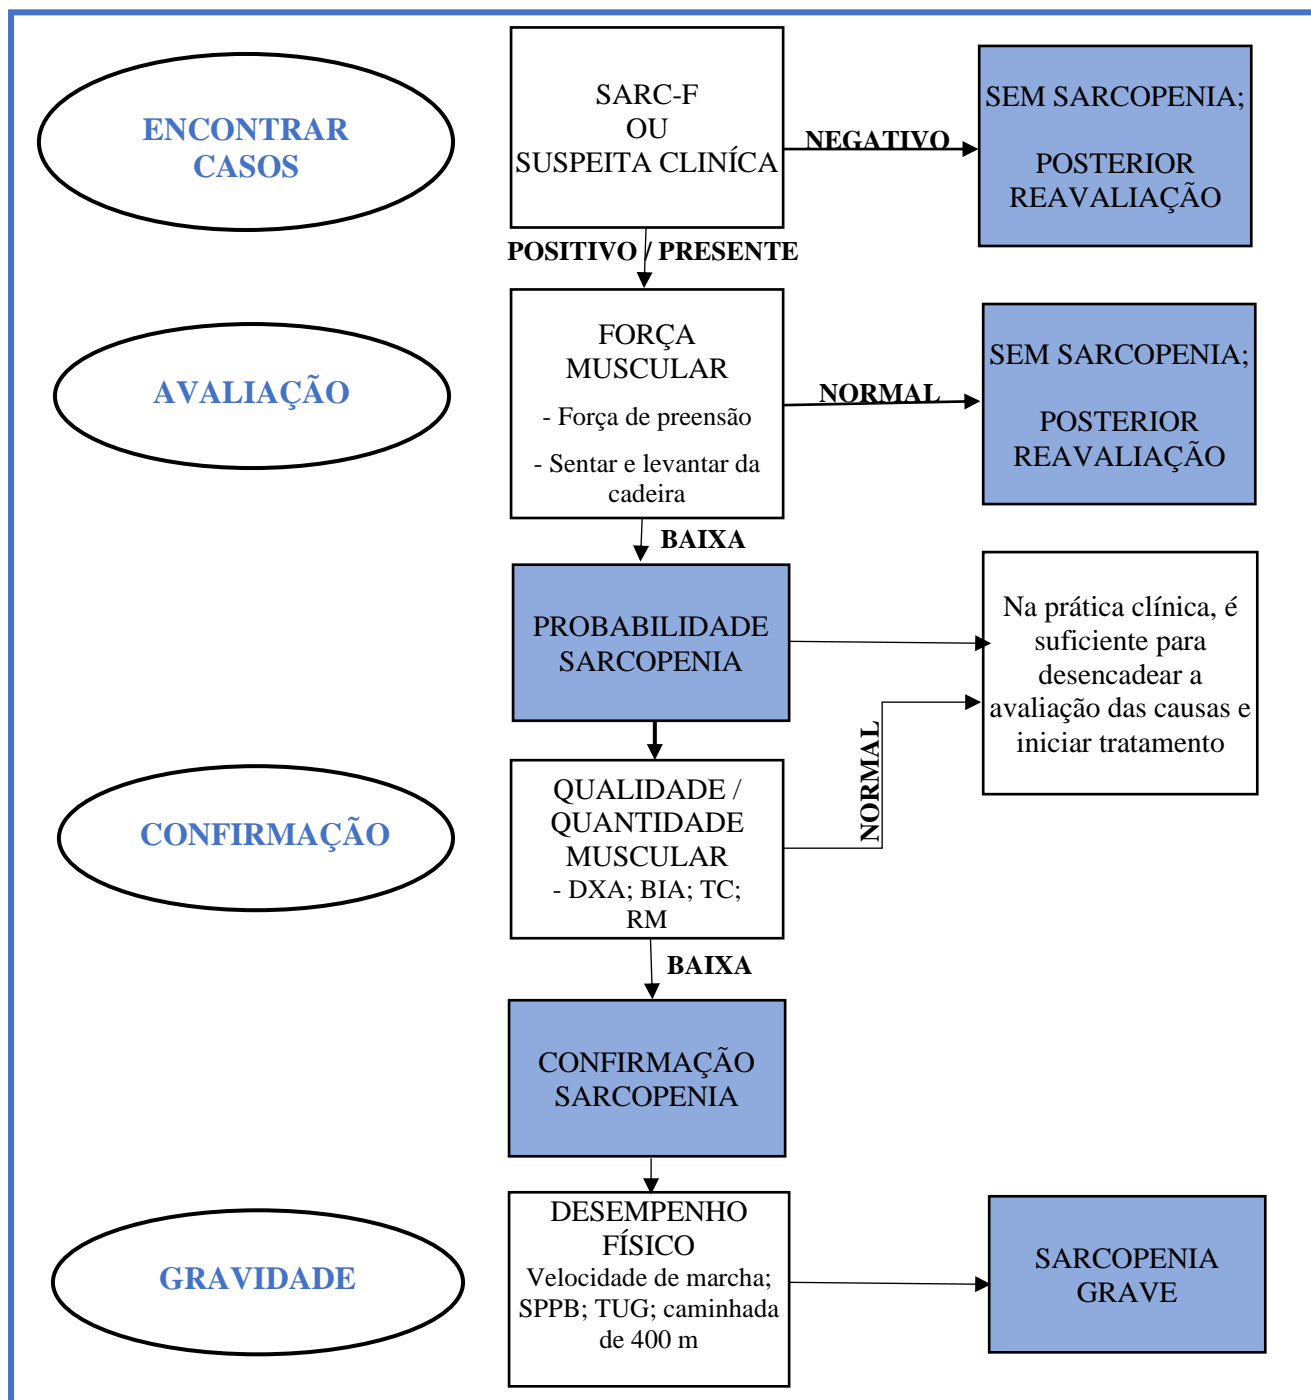 ENCONTRAR
CASOS
SARC-F
OU
SUSPEITA CLINÍCA
NEGATIVO
SEM SARCOPENIA;
POSTERIOR
REAVALIAÇÃO
POSITIVO / PRESENTE
AVALIAÇÃO
FORÇA
MUSCULAR
- Força de preensão
- Sentar e levantar da
cadeira
NORMAL
SEM SARCOPENIA;
POSTERIOR
REAVALIAÇÃO
BAIXA
PROBABILIDADE
SARCOPENIA
Na prática clínica, é
suficiente para
desencadear a
avaliação das causas e
iniciar tratamento
CONFIRMAÇÃO
QUALIDADE /
QUANTIDADE
MUSCULAR
- DXA; BIA; TC;
RM
NORMAL
BAIXA
CONFIRMAÇÃO
SARCOPENIA
GRAVIDADE
DESEMPENHO
FÍSICO
Velocidade de marcha;
SPPB; TUG; caminhada
de 400 m
SARCOPENIA
GRAVE